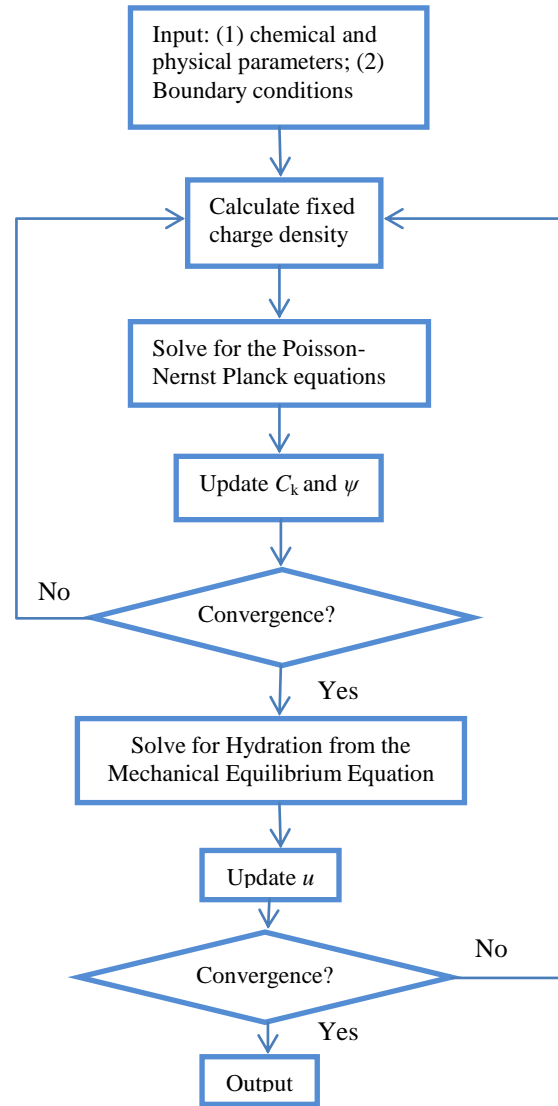 Input: (1) chemical and
physical parameters; (2)
Boundary conditions
Calculate fixed
charge density
Solve for the Poisson-
Nernst Planck equations
Update Ck and ψ
No
Convergence?
Yes
Solve for Hydration from the
Mechanical Equilibrium Equation
Update u
No
Convergence?
Yes
Output